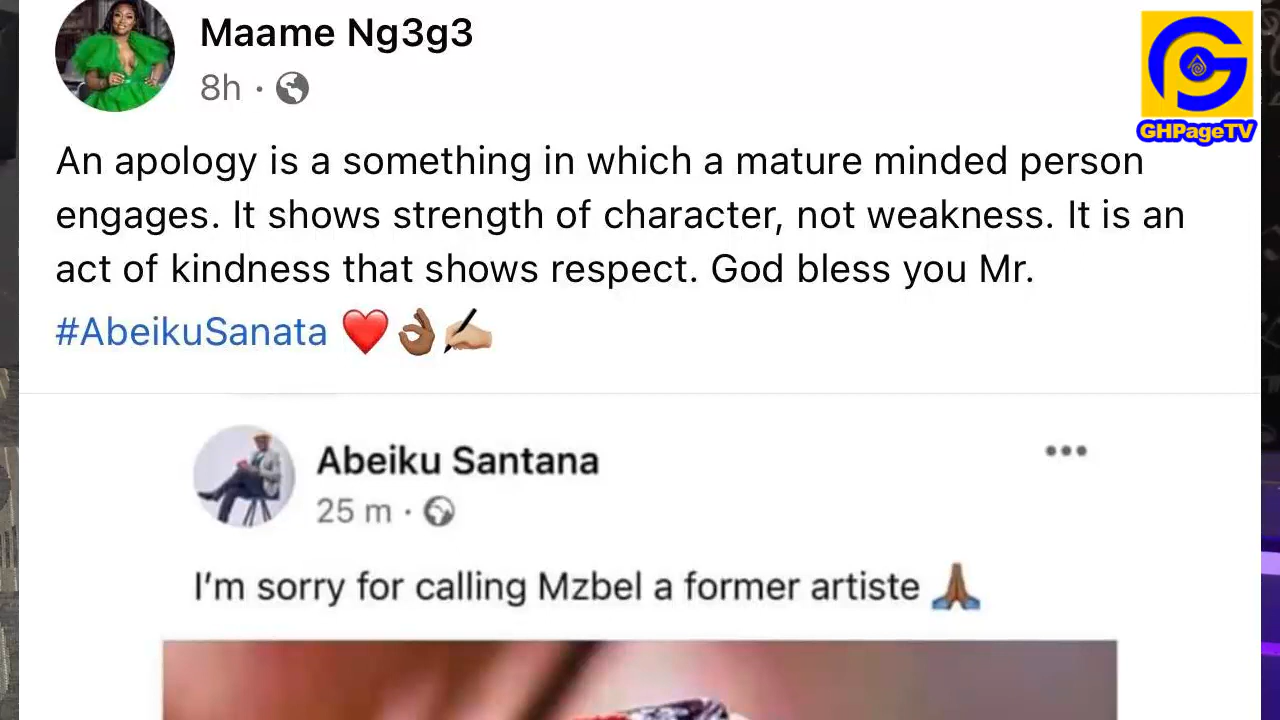 Maame Ng3g3
8h ·
GHPageTV
An apology is a something in which a mature minded person
engages. It shows strength of character, not weakness. It is an
act of kindness that shows respect. God bless you Mr.
#AbeikuSanata ❤️👌🏾✍🏼
Abeiku Santana
25 m ·
I'm sorry for calling Mzbel a former artiste 🙏🏾